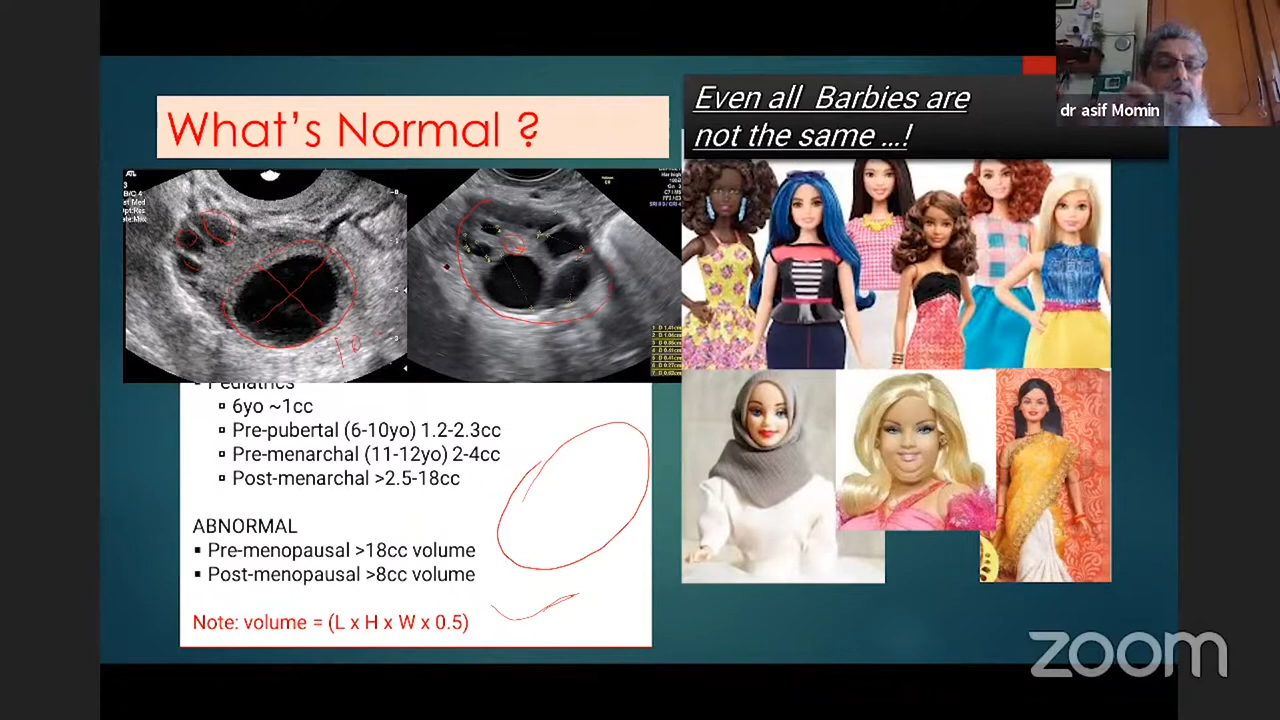 What's Normal ?
Even all Barbies are
not the same ...!
dr asif Momin
Pediatrics
▫ 6yo ~1cc
▫ Pre-pubertal (6-10yo) 1.2-2.3cc
▫ Pre-menarchal (11-12yo) 2-4cc
▫ Post-menarchal >2.5-18cc
ABNORMAL
▪ Pre-menopausal >18cc volume
▪ Post-menopausal >8cc volume
Note: volume = (L x H x W x 0.5)
zoom